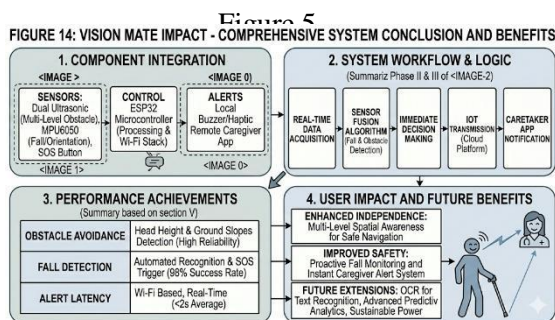 Figure 5
FIGURE 14: VISION MATE IMPACT - COMPREHENSIVE SYSTEM CONCLUSION AND BENEFITS
1. COMPONENT INTEGRATION
<IMAGE >
<IMAGE 0)
SENSORS:
Dual Ultrasonic
(Multi-Level Obstacle),
MPU6050
(Fall/Orientation),
SOS Button
CONTROL
ESP32
Microcontroller
(Processing &
Wi-Fi Stack)
ALERTS
Local
Buzzer/Haptic
Remote Caregiver
App
<IMAGE 1>
<IMAGE 0>
2. SYSTEM WORKFLOW & LOGIC
(Summariz Phase II & III of <IMAGE-2)
REAL-TIME
DATA
ACQUISITION
SENSOR
FUSION
ALGORITHM
(Fall & Obstacle
Detection)
IMMEDIATE
DECISION
MAKING
IOT
TRANSMISSION
(Cloud
Platform)
CARETAKER
APP
NOTIFICATION
3. PERFORMANCE ACHIEVEMENTS
(Summary based on section V)
OBSTACLE AVOIDANCE
Head Height & Ground Slopes
Detection (High Reliability)
FALL DETECTION
Automated Recognition & SOS
Trigger (98% Success Rate)
ALERT LATENCY
Wi-Fi Based, Real-Time
(<2s Average)
4. USER IMPACT AND FUTURE BENEFITS
ENHANCED INDEPENDENCE:
Multi-Level Spatial Awareness
for Safe Navigation
IMPROVED SAFETY:
Proactive Fall Monitoring and
Instant Caregiver Alert System
FUTURE EXTENSIONS: OCR for
Text Recognition, Advanced Predictiv
Analytics, Sustainable Power